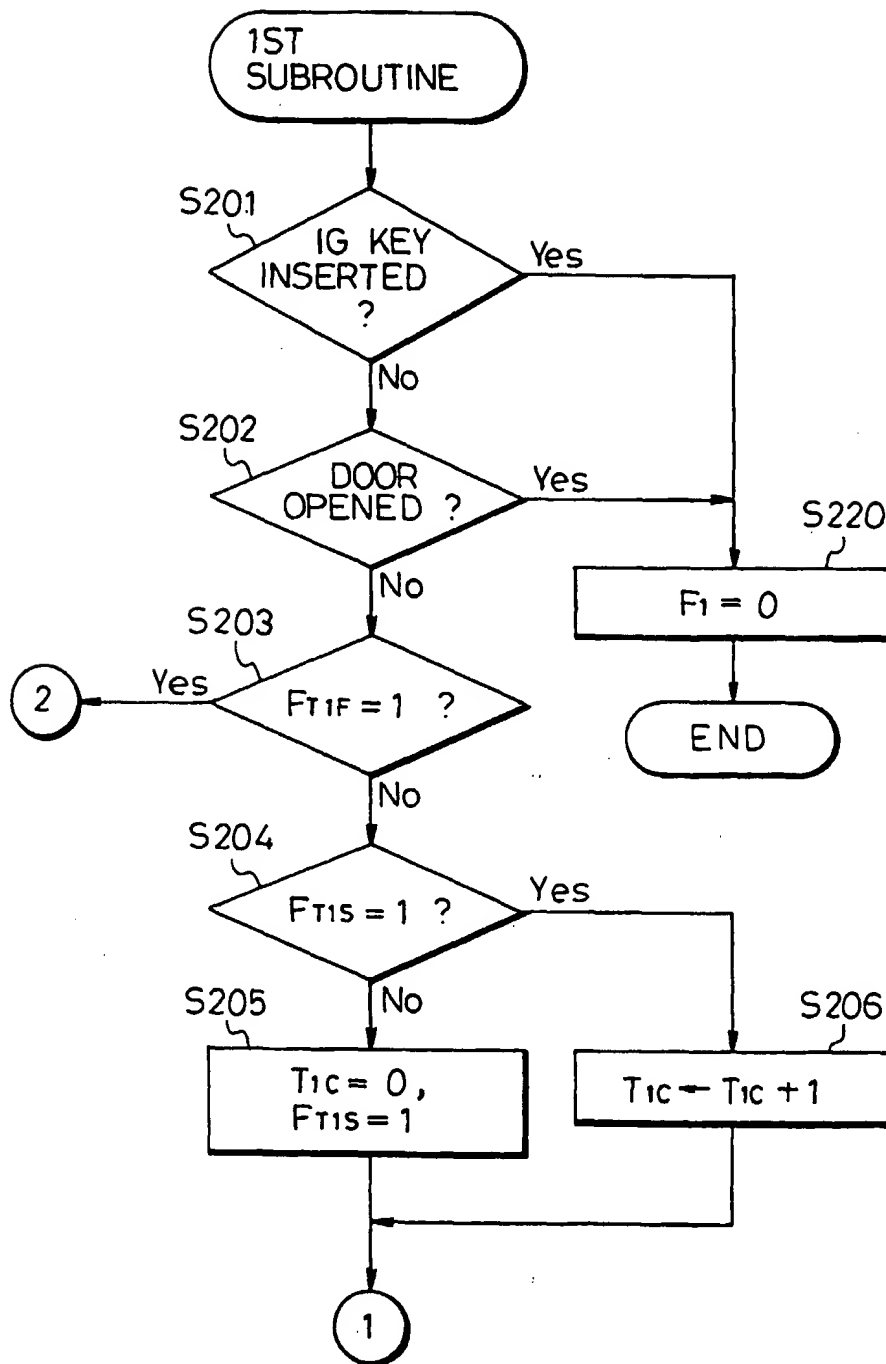 1ST
SUBROUTINE
S201
IG KEY
INSERTED
?
Yes
No
S202
DOOR
OPENED ?
Yes
No
S220
F1 = 0
END
S203
FT1F = 1 ?
Yes
2
No
S204
FT1S = 1 ?
Yes
No
S205
T1C = 0,
FT1S = 1
S206
T1C ← T1C + 1
1